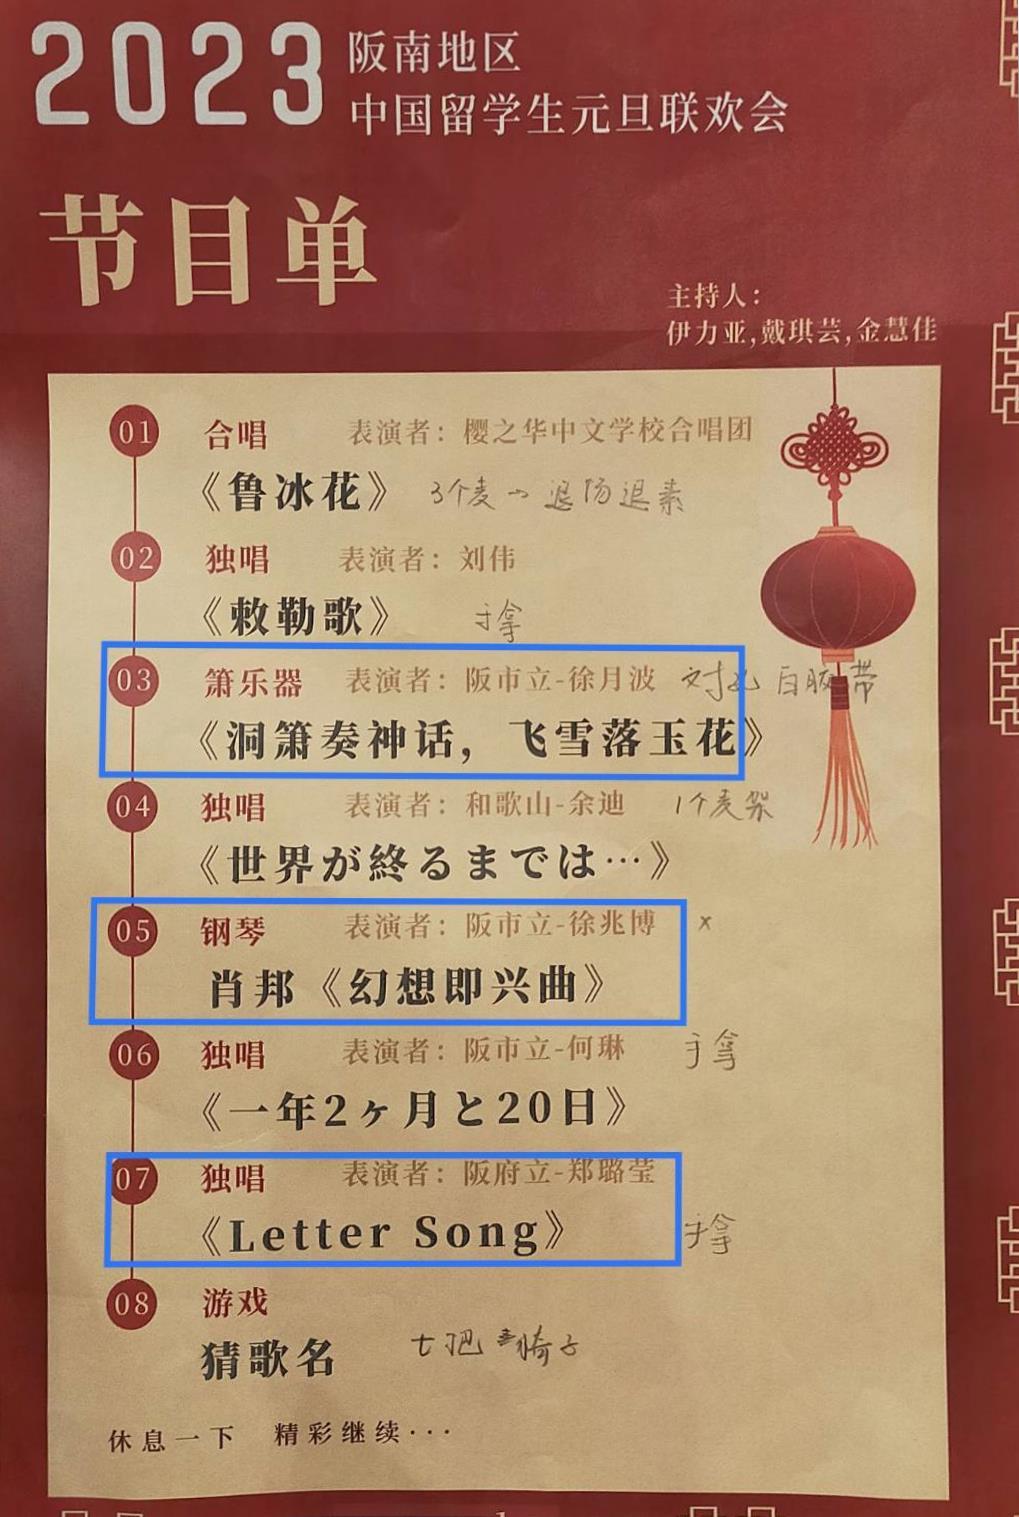 2023 阪南地区
中国留学生元旦联欢会
节目单
主持人：
伊力亚,戴琪芸,金慧佳
01 合唱 表演者：樱之华中文学校合唱团
《鲁冰花》 3个麦
02 独唱 表演者：刘伟
《敕勒歌》 手拿
03 箫乐器 表演者：阪市立-徐月波 对孔 白胶带
《洞箫奏神话，飞雪落玉花》
04 独唱 表演者：和歌山-余迪 1个麦架
《世界が終るまでは…》
05 钢琴 表演者：阪市立-徐兆博 x
肖邦《幻想即兴曲》
06 独唱 表演者：阪市立-何琳 手拿
《一年2ヶ月と20日》
07 独唱 表演者：阪府立-郑璐莹
《Letter Song》 手拿
08 游戏
猜歌名 七把椅子
休息一下 精彩继续···